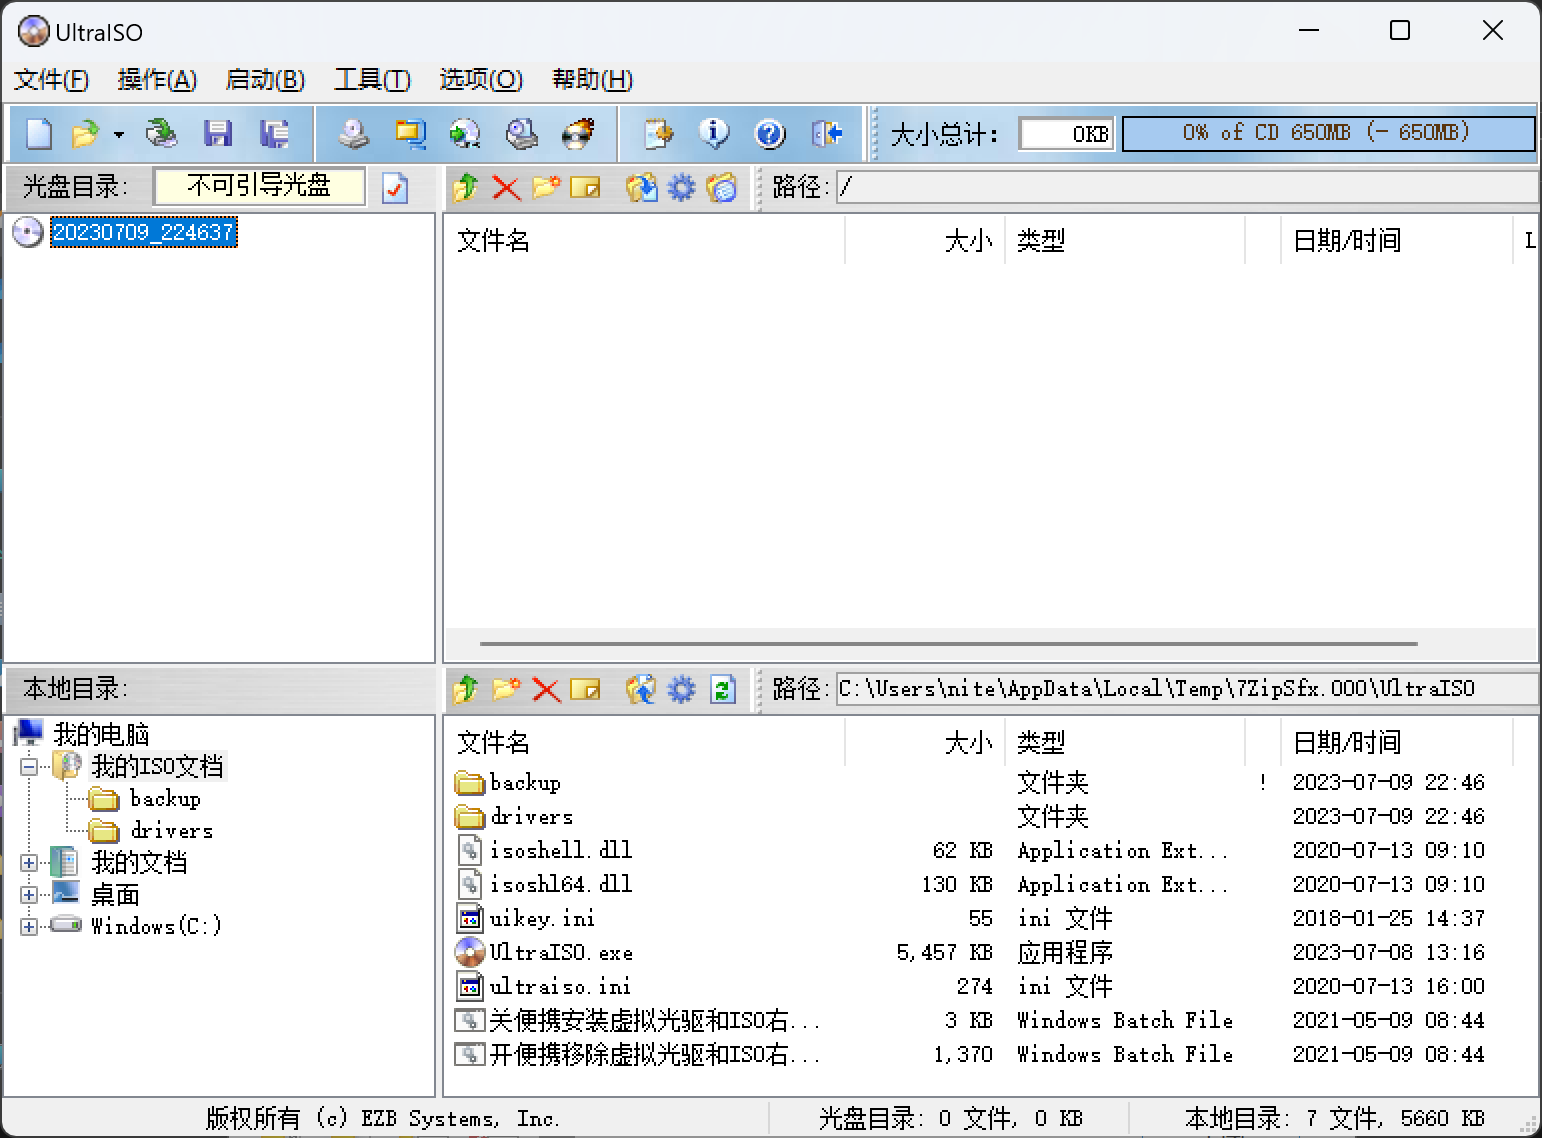 UltraISO
文件(F) 操作(A) 启动(B) 工具(T) 选项(O) 帮助(H)
大小总计: 0KB 0% of CD 650MB (- 650MB)
光盘目录: 不可引导光盘 路径: /
20230709_224637
文件名 大小 类型 日期/时间 L
本地目录: 路径: C:\Users\nite\AppData\Local\Temp\7ZipSfx.000\UltraISO
我的电脑
我的ISO文档
backup
drivers
我的文档
桌面
Windows(C:)
文件名 大小 类型 日期/时间
backup 文件夹 ! 2023-07-09 22:46
drivers 文件夹 2023-07-09 22:46
isoshell.dll 62 KB Application Ext... 2020-07-13 09:10
isoshl64.dll 130 KB Application Ext... 2020-07-13 09:10
uikey.ini 55 ini 文件 2018-01-25 14:37
UltraISO.exe 5,457 KB 应用程序 2023-07-08 13:16
ultraiso.ini 274 ini 文件 2020-07-13 16:00
关便携安装虚拟光驱和ISO右... 3 KB Windows Batch File 2021-05-09 08:44
开便携移除虚拟光驱和ISO右... 1,370 Windows Batch File 2021-05-09 08:44
版权所有 (c) EZB Systems, Inc. 光盘目录: 0 文件, 0 KB 本地目录: 7 文件, 5660 KB